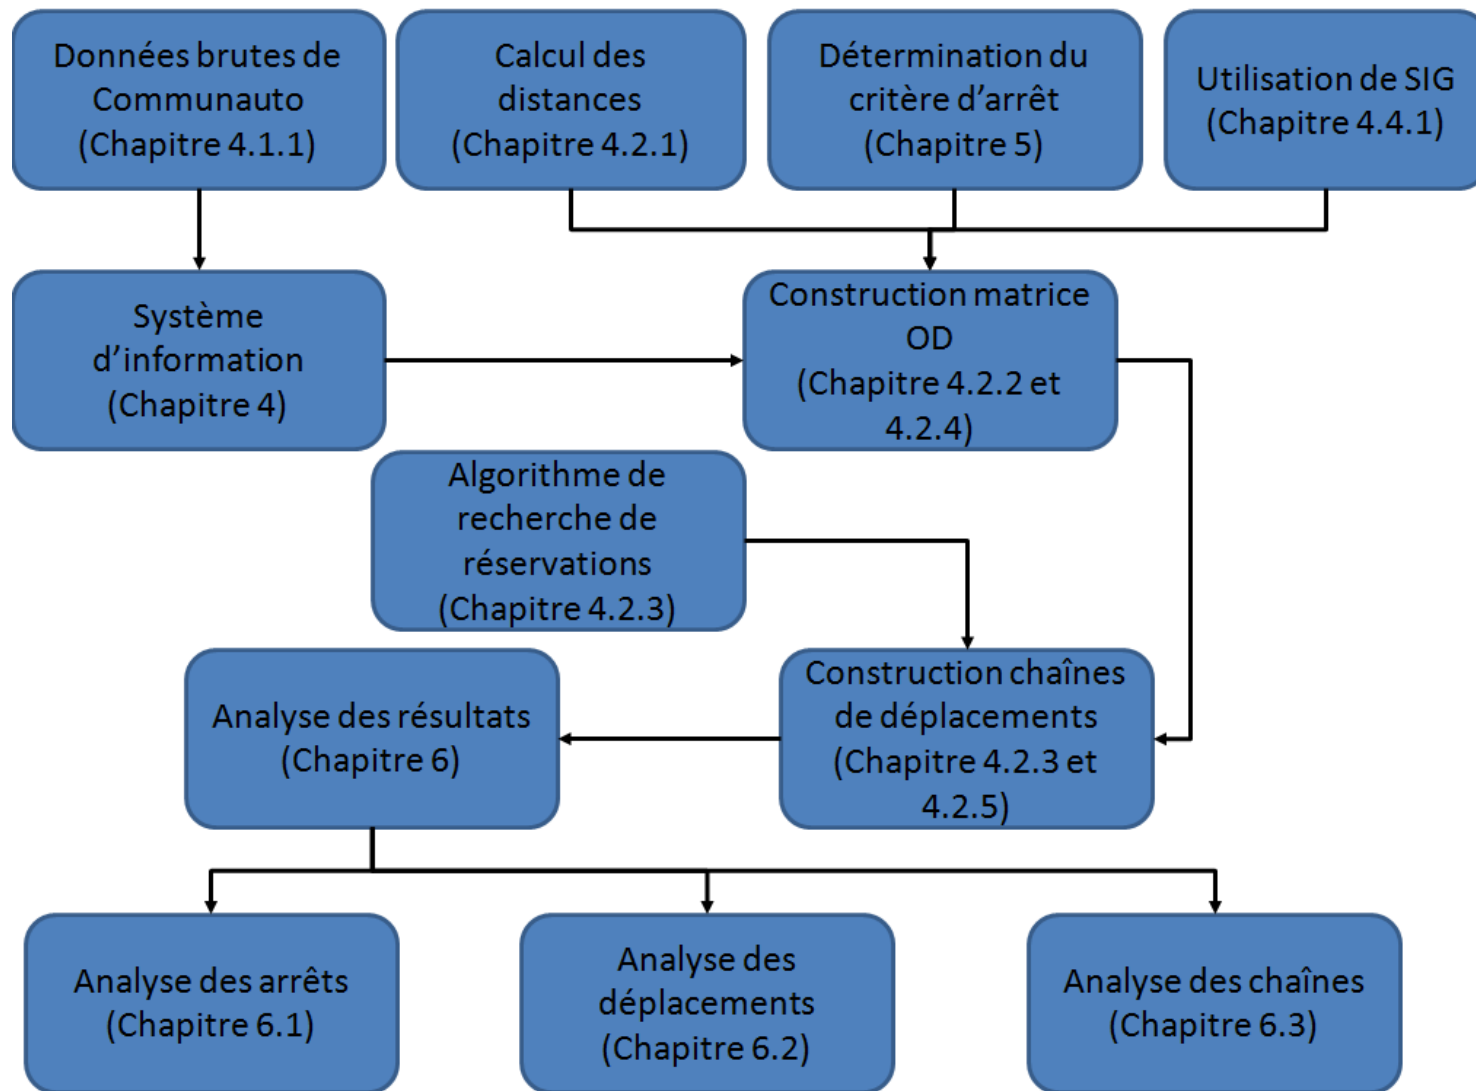 Données brutes de
Communauto
(Chapitre 4.1.1)
Calcul des
distances
(Chapitre 4.2.1)
Détermination du
critère d'arrêt
(Chapitre 5)
Utilisation de SIG
(Chapitre 4.4.1)
Système
d'information
(Chapitre 4)
Construction matrice
OD
(Chapitre 4.2.2 et
4.2.4)
Algorithme de
recherche de
réservations
(Chapitre 4.2.3)
Analyse des résultats
(Chapitre 6)
Construction chaînes
de déplacements
(Chapitre 4.2.3 et
4.2.5)
Analyse des arrêts
(Chapitre 6.1)
Analyse des
déplacements
(Chapitre 6.2)
Analyse des chaînes
(Chapitre 6.3)